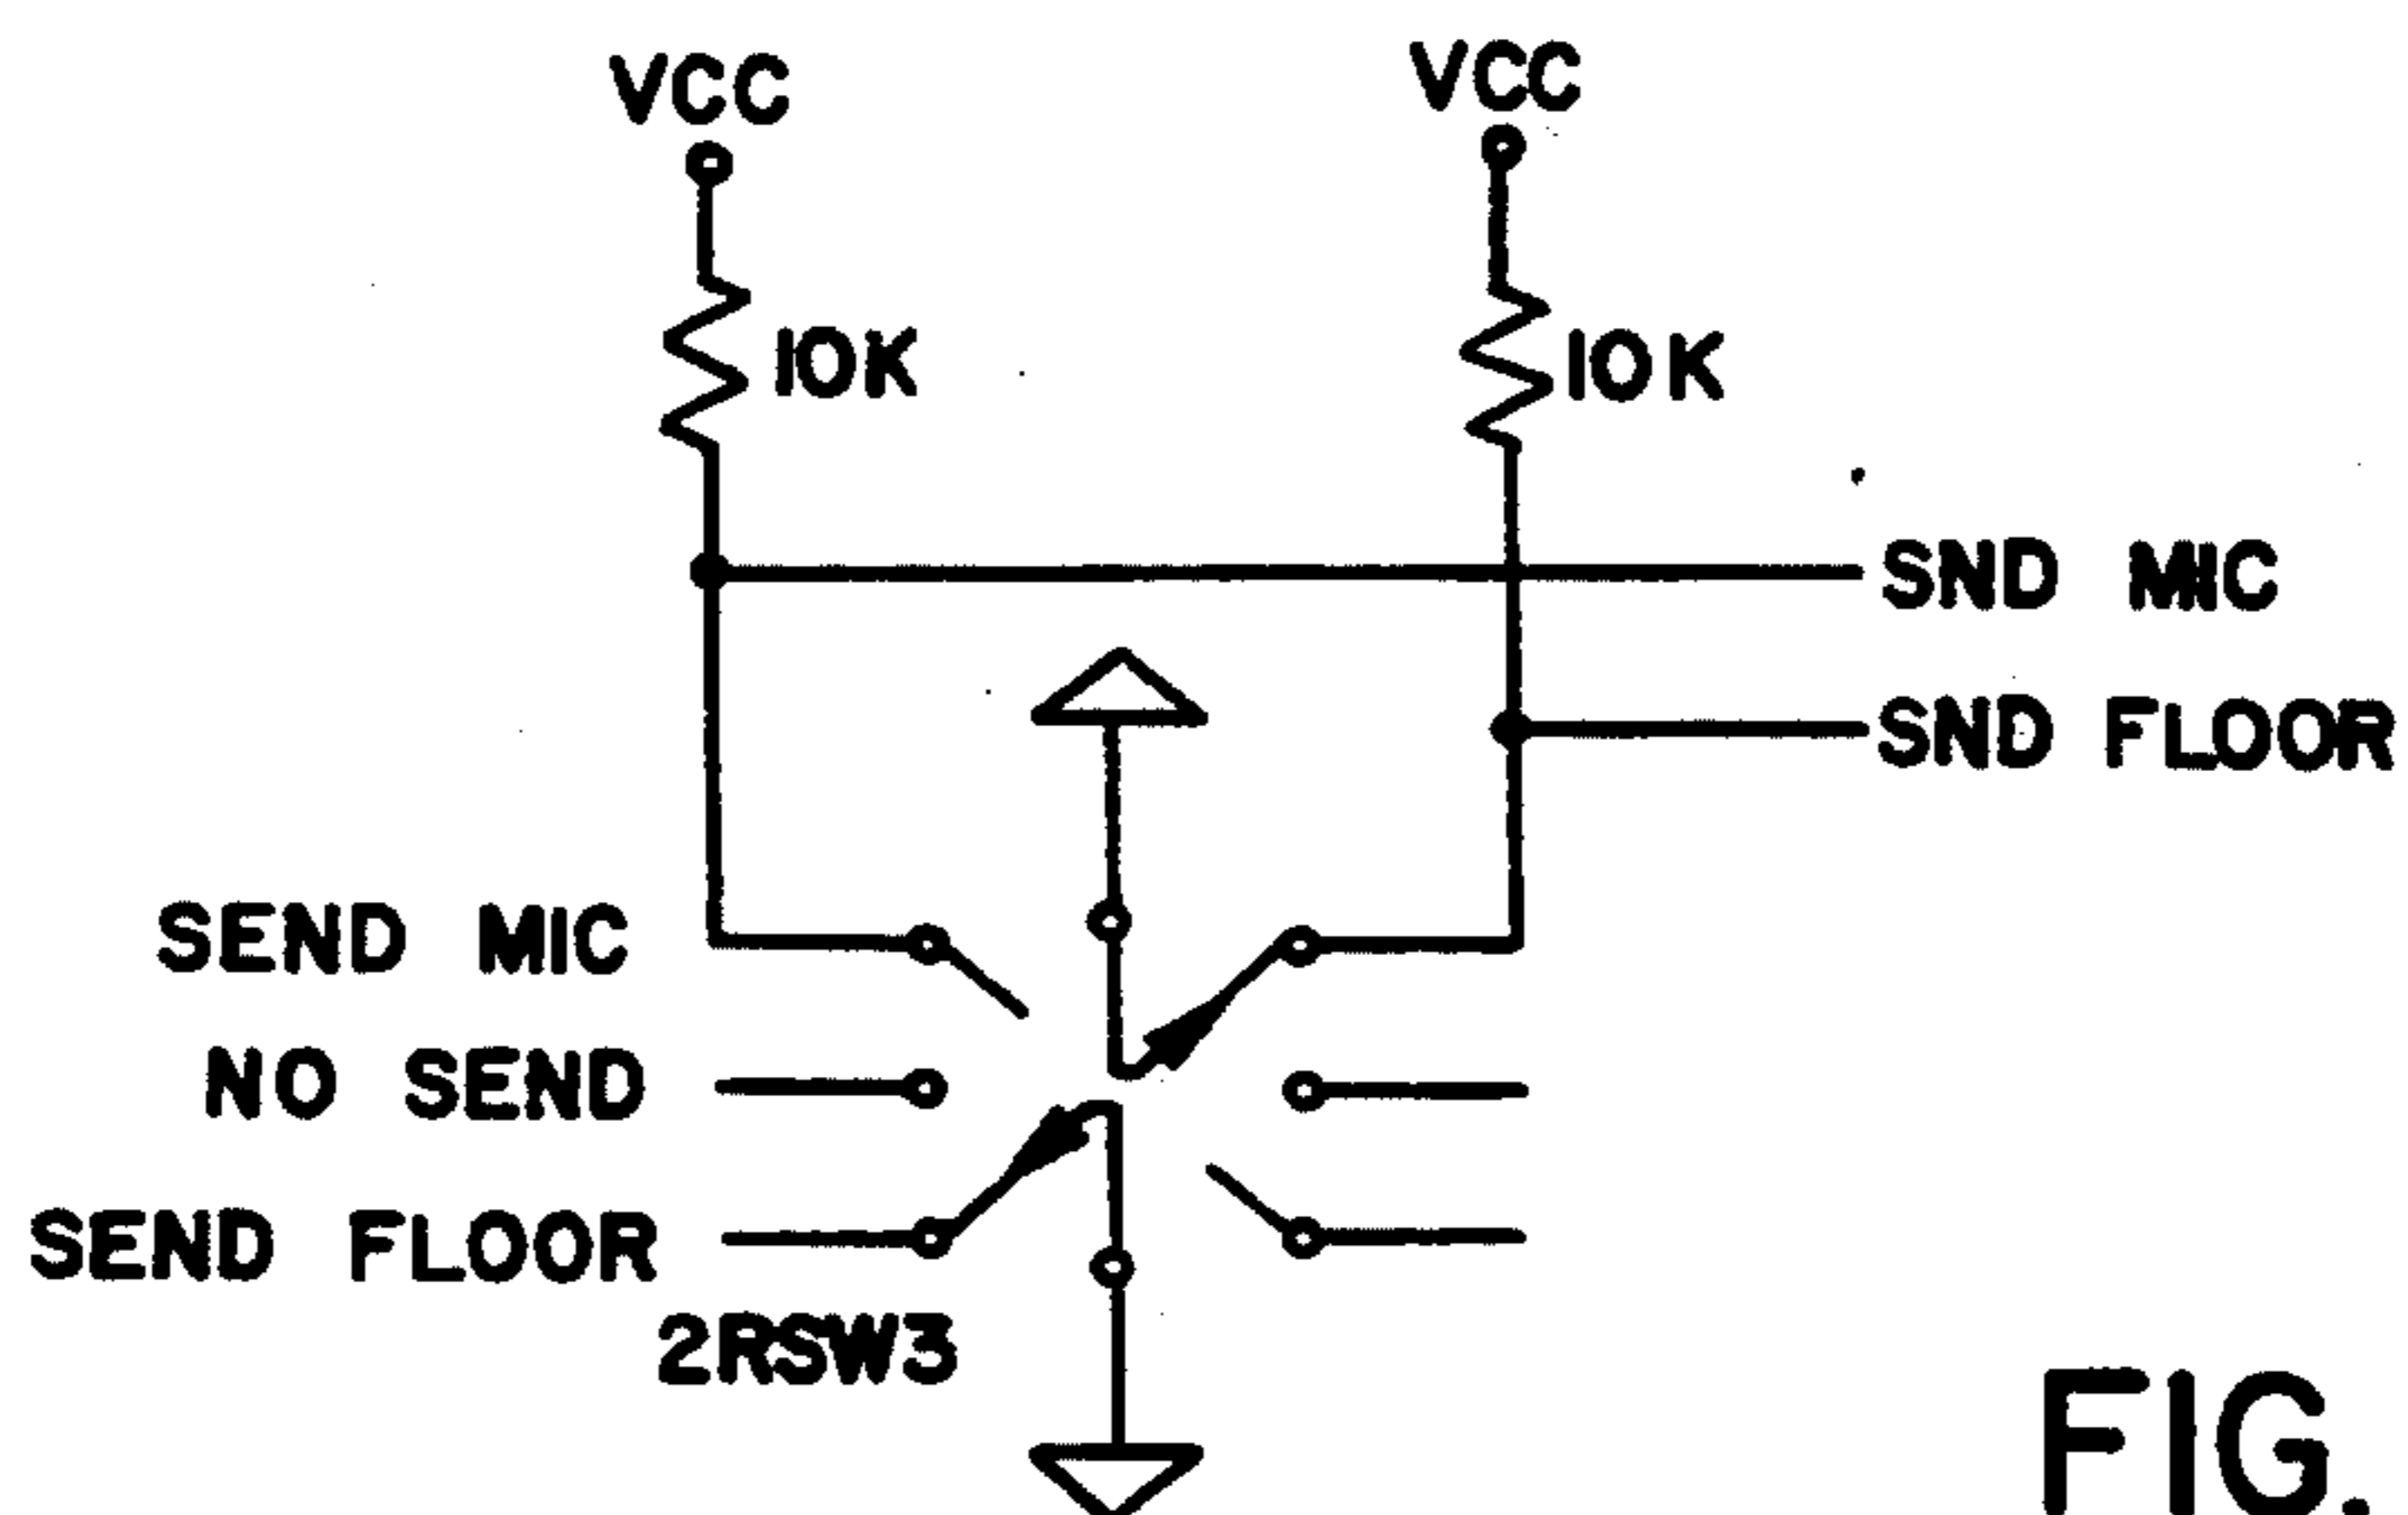 VCC
VCC
10K
10K
SND MIC
SND FLOOR
SEND MIC
NO SEND
SEND FLOOR
2RSW3
FIG.